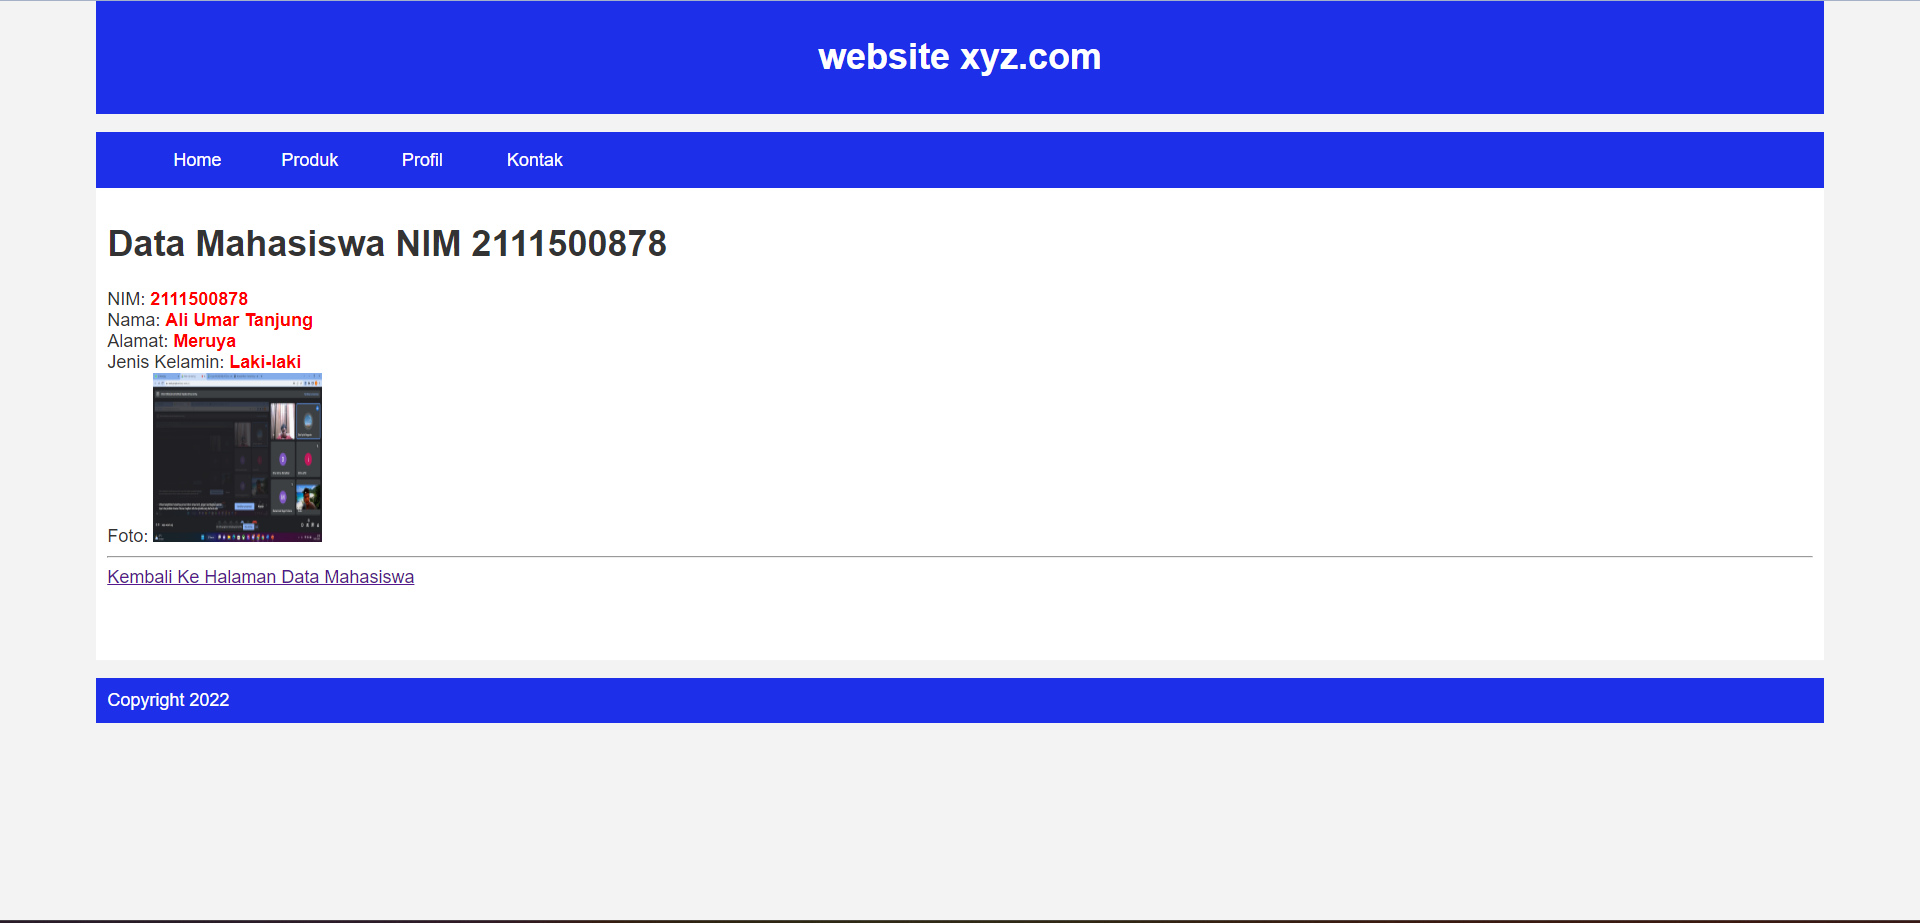 website xyz.com
Home Produk Profil Kontak
Data Mahasiswa NIM 2111500878
NIM: 2111500878
Nama: Ali Umar Tanjung
Alamat: Meruya
Jenis Kelamin: Laki-laki
Foto:
Kembali Ke Halaman Data Mahasiswa
Copyright 2022